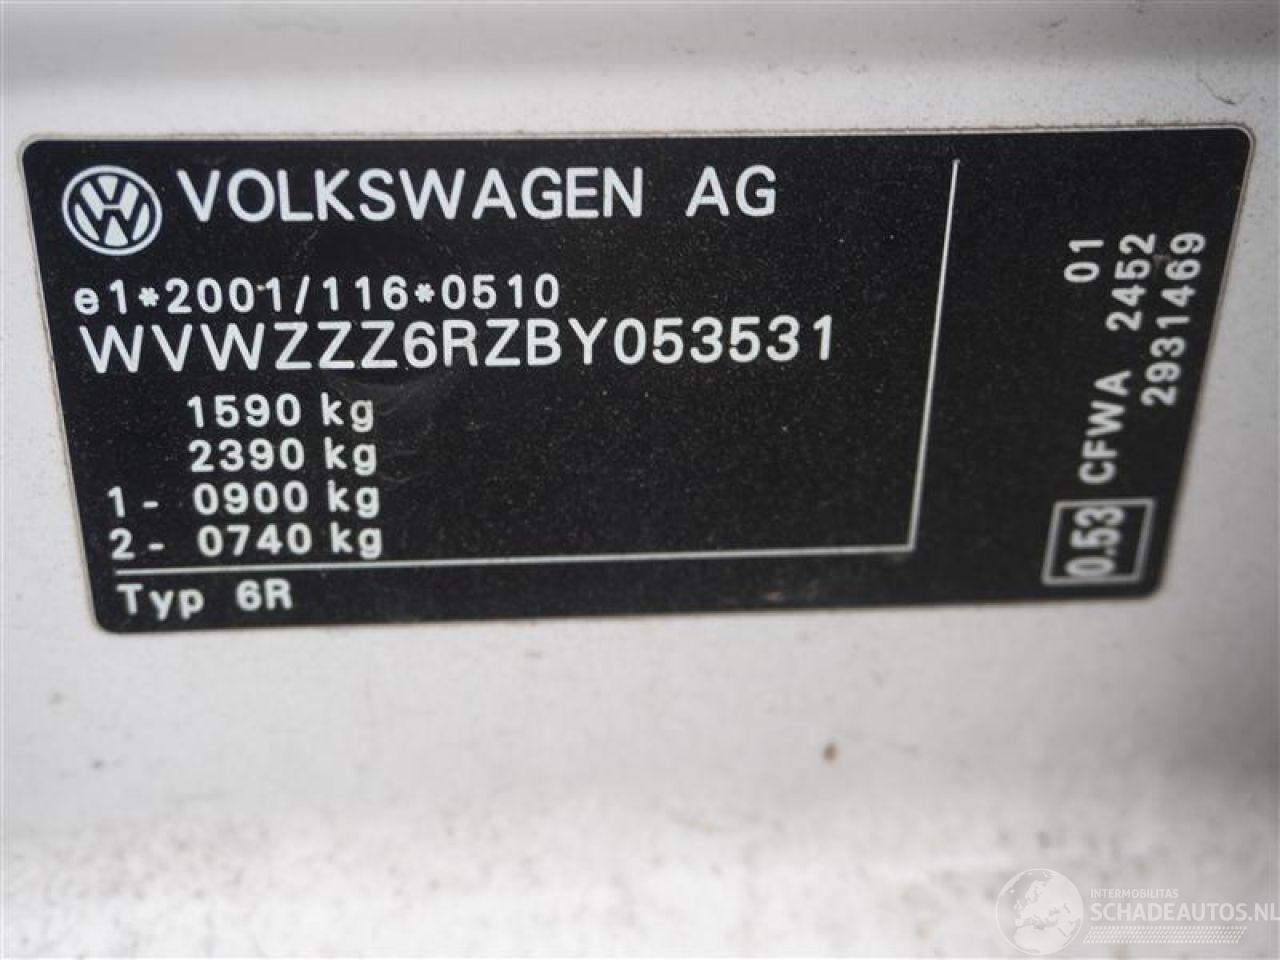 VOLKSWAGEN AG
e1*2001/116*0510
WVWZZZ6RZBY053531
1590 kg
2390 kg
1- 0900 kg
2- 0740 kg
Typ 6R
0.53 CFWA 2452 01
2931469
INTERMOBILITAS
SCHADEAUTOS.NL